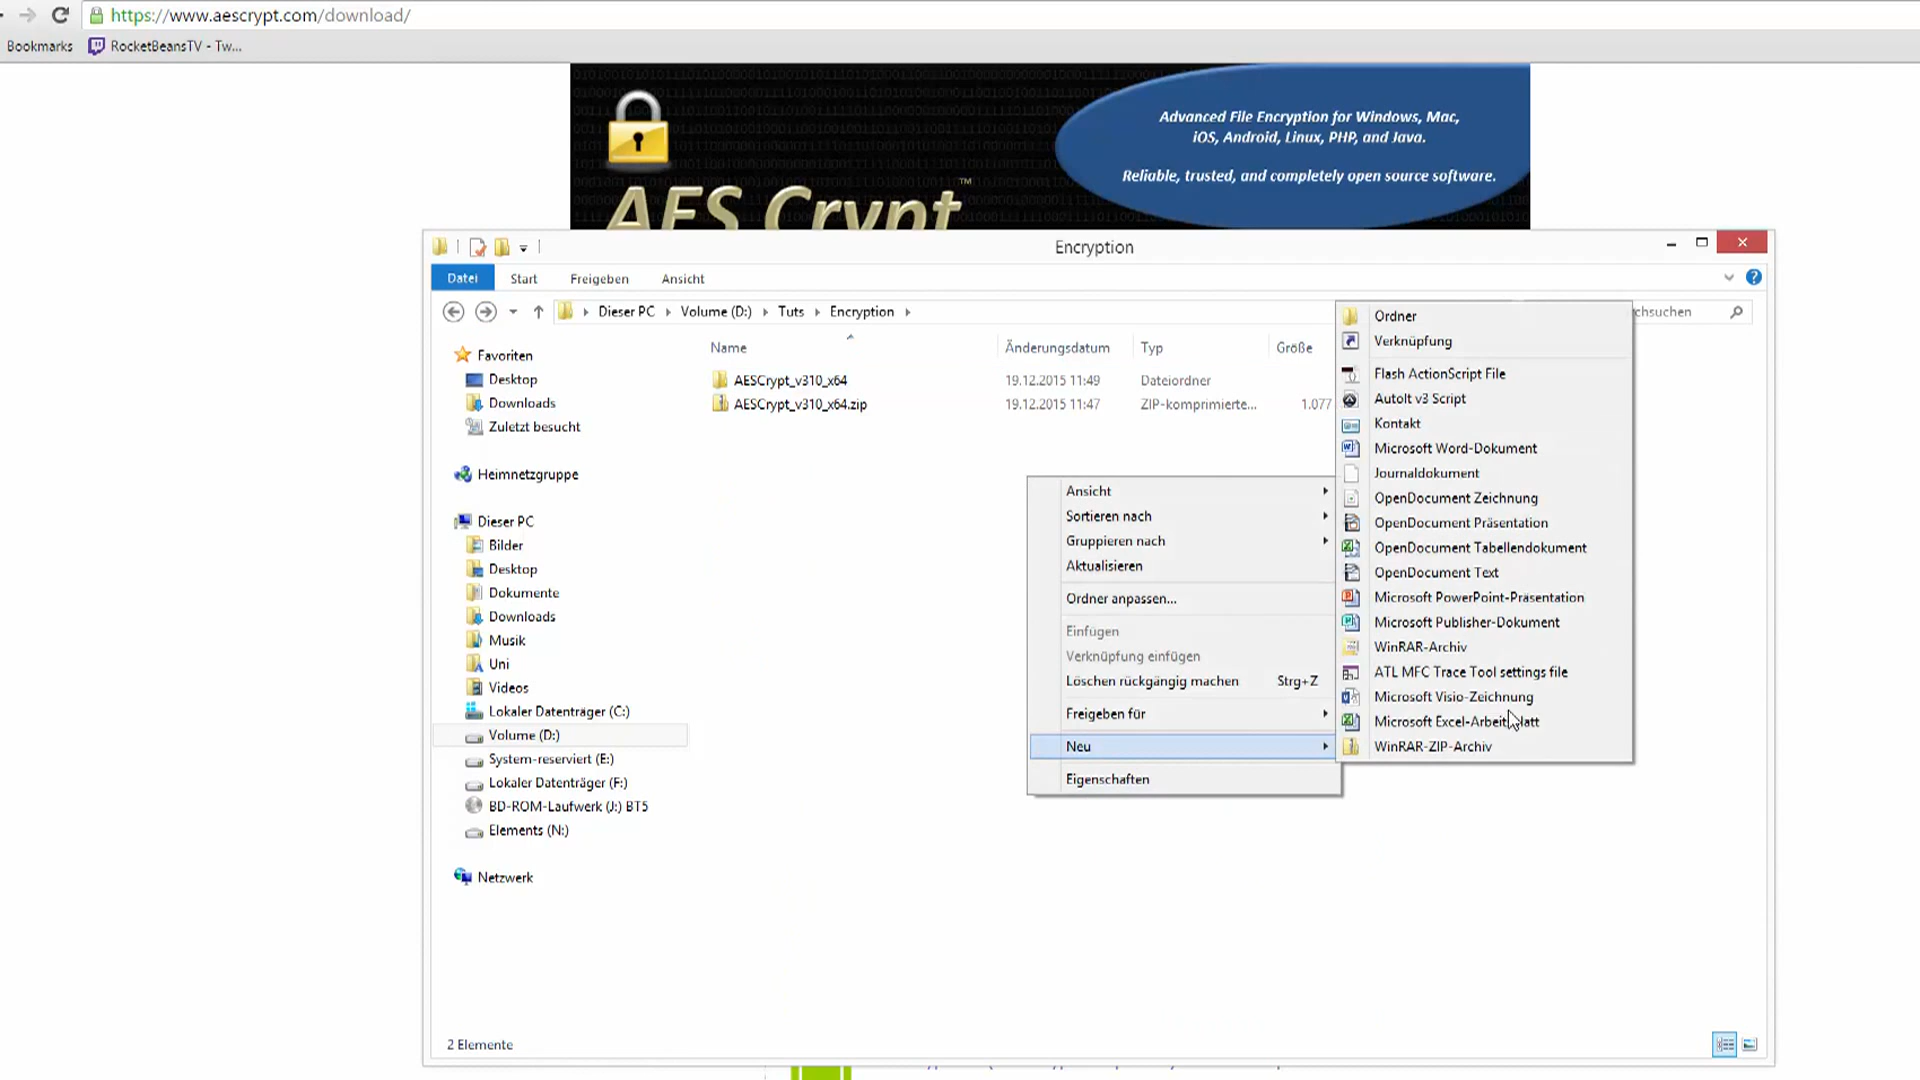 https://www.aescrypt.com/download/
Bookmarks RocketBeansTV - Tw...
Advanced File Encryption for Windows, Mac,
iOS, Android, Linux, PHP, and Java.
Reliable, trusted, and completely open source software.
AES Crypt™
Encryption
Datei Start Freigeben Ansicht
Dieser PC Volume (D:) Tuts Encryption
chsuchen
Name Änderungsdatum Typ Größe
AESCrypt_v310_x64 19.12.2015 11:49 Dateiordner
AESCrypt_v310_x64.zip 19.12.2015 11:47 ZIP-komprimierte... 1.077
Favoriten
Desktop
Downloads
Zuletzt besucht
Heimnetzgruppe
Dieser PC
Bilder
Desktop
Dokumente
Downloads
Musik
Uni
Videos
Lokaler Datenträger (C:)
Volume (D:)
System-reserviert (E:)
Lokaler Datenträger (F:)
BD-ROM-Laufwerk (J:) BT5
Elements (N:)
Netzwerk
Ansicht
Sortieren nach
Gruppieren nach
Aktualisieren
Ordner anpassen...
Einfügen
Verknüpfung einfügen
Löschen rückgängig machen Strg+Z
Freigeben für
Neu
Eigenschaften
Ordner
Verknüpfung
Flash ActionScript File
AutoIt v3 Script
Kontakt
Microsoft Word-Dokument
Journaldokument
OpenDocument Zeichnung
OpenDocument Präsentation
OpenDocument Tabellendokument
OpenDocument Text
Microsoft PowerPoint-Präsentation
Microsoft Publisher-Dokument
WinRAR-Archiv
ATL MFC Trace Tool settings file
Microsoft Visio-Zeichnung
Microsoft Excel-Arbeitsblatt
WinRAR-ZIP-Archiv
2 Elemente